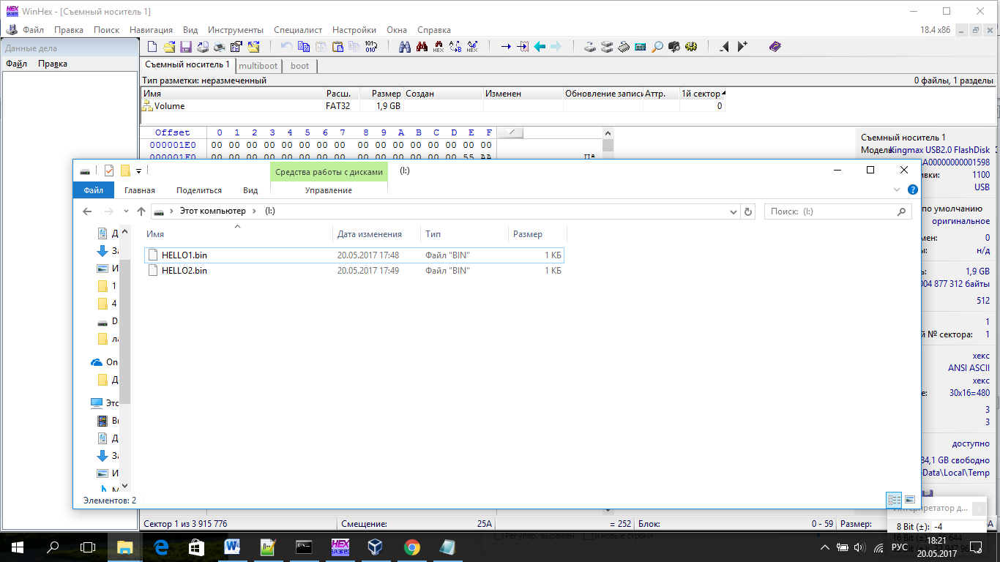 WinHex - [Съемный носитель 1]
Файл Правка Поиск Навигация Вид Инструменты Специалист Настройки Окна Справка 18.4 x86
Данные дела
Файл Правка
Съемный носитель 1 multiboot boot
Тип разметки: неразмеченный 0 файлы, 1 разделы
Имя Расш. Размер Создан Изменен Обновление записи Аттр. 1й сектор
Volume FAT32 1,9 GB 0
Offset 0 1 2 3 4 5 6 7 8 9 A B C D E F
000001E0 00 00 00 00 00 00 00 00 00 00 00 00 00 00 00 00
000001F0 00 00 00 00 00 00 00 00 00 00 00 00 00 00 55 AA Uª
Съемный носитель 1
Модель: Kingmax USB2.0 FlashDisk
A00000000001598
ивки: 1100
USB
по умолчанию
оригинальное
мен: 0
ы: н/д
ь: 1,9 GB
004 877 312 байты
512
1
й № сектора: 1
хекс
ANSI ASCII
хекс
е: 30x16=480
3
3
доступно
34,1 GB свободно
Data\Local\Temp
Средства работы с дисками (I:)
Файл Главная Поделиться Вид Управление
Этот компьютер (I:) Поиск: (I:)
Имя Дата изменения Тип Размер
HELLO1.bin 20.05.2017 17:48 Файл "BIN" 1 КБ
HELLO2.bin 20.05.2017 17:49 Файл "BIN" 1 КБ
Д
За
И
1
4
D
ла
On
Д
Этс
Ви
Д
За
И
М
Элементов: 2
Интерпретатор д...
8 Bit (±): -4
16 Bit (±): 644
Сектор 1 из 3 915 776 Смещение: 25A = 252 Блок: 0 - 59 Размер: 5A
Регуляр. выражен. и новые строки
РУС 18:21
20.05.2017